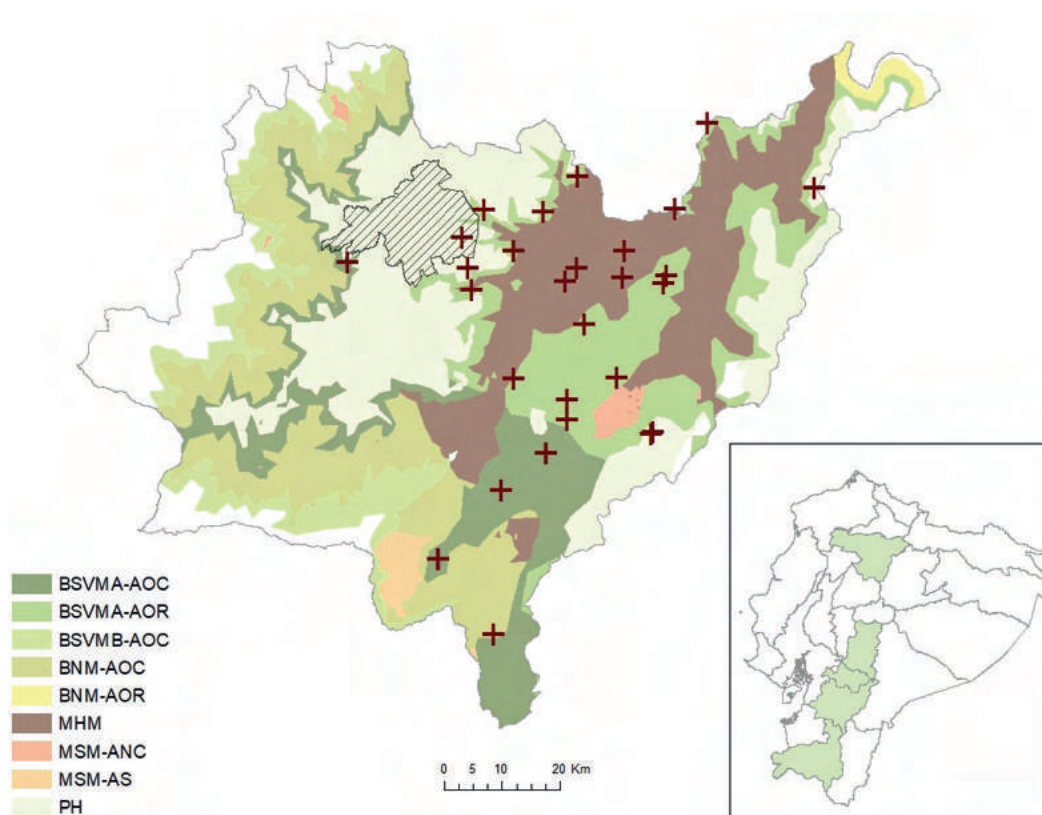 BSVMA-AOC
BSVMA-AOR
BSVMB-AOC
BNM-AOC
BNM-AOR
MHM
MSM-ANC
MSM-AS
PH
0 5 10 20 Km